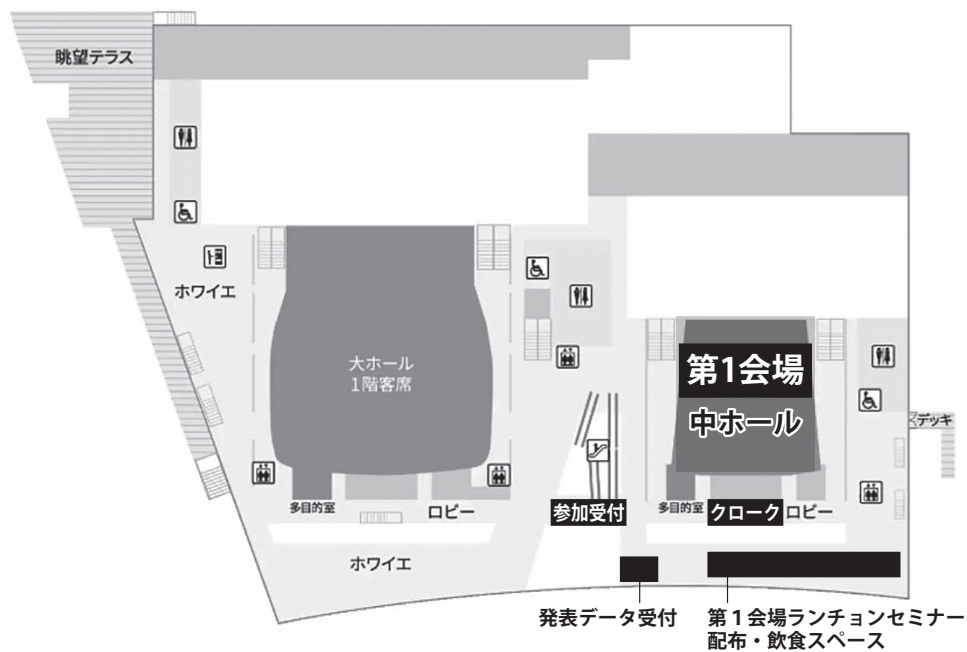 眺望テラス
ホワイエ
大ホール
1階客席
第1会場
中ホール
デッキ
多目的室
ロビー
参加受付
多目的室
クローク
ロビー
ホワイエ
発表データ受付
第1会場ランチョンセミナー
配布・飲食スペース